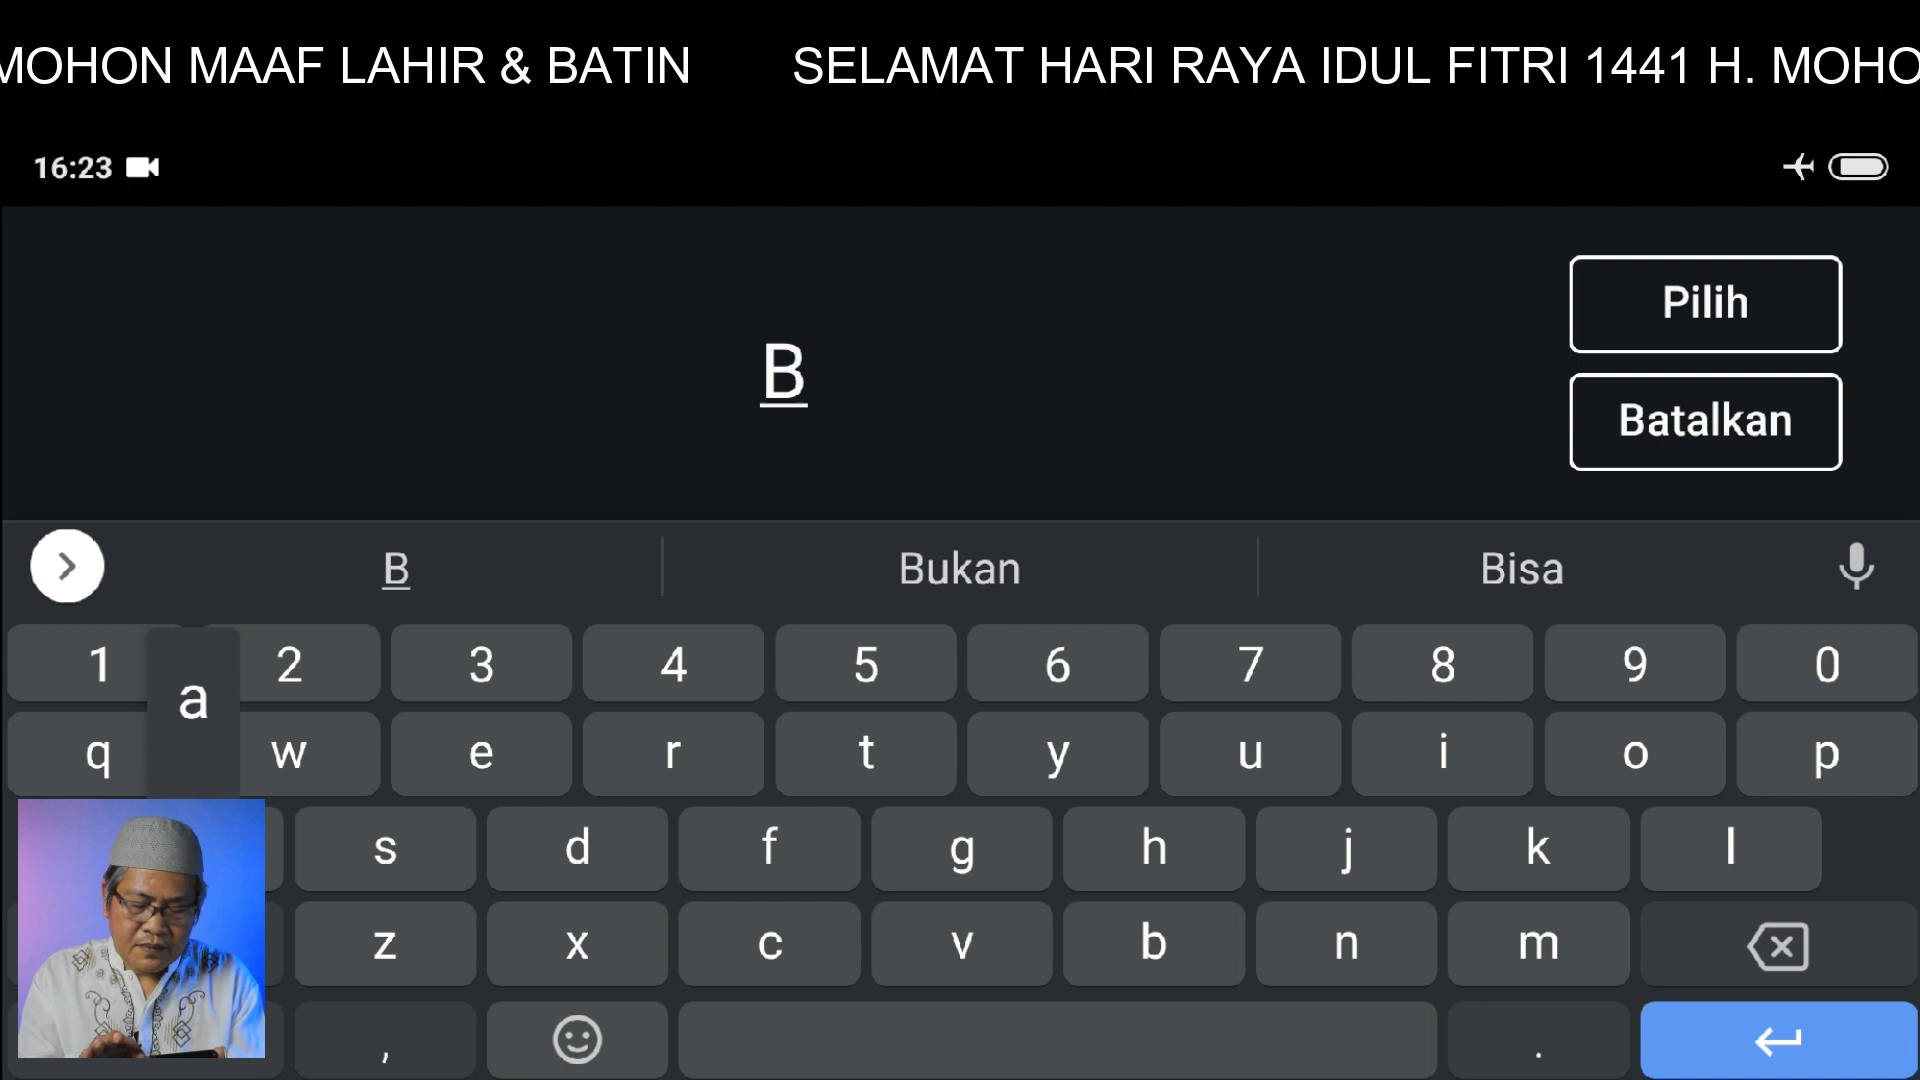 MOHON MAAF LAHIR & BATIN SELAMAT HARI RAYA IDUL FITRI 1441 H. MOHO
16:23
Pilih
B
Batalkan
B Bukan Bisa
1 2 3 4 5 6 7 8 9 0
a
q w e r t y u i o p
s d f g h j k l
z x c v b n m
, .